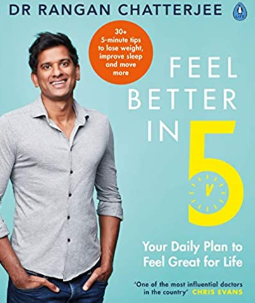 DR RANGAN CHATTERJEE
30+
5-minute tips
to lose weight,
improve sleep
and move
more
FEEL
BETTER
IN 5
Your Daily Plan to
Feel Great for Life
'One of the most influential doctors
in the country' CHRIS EVANS